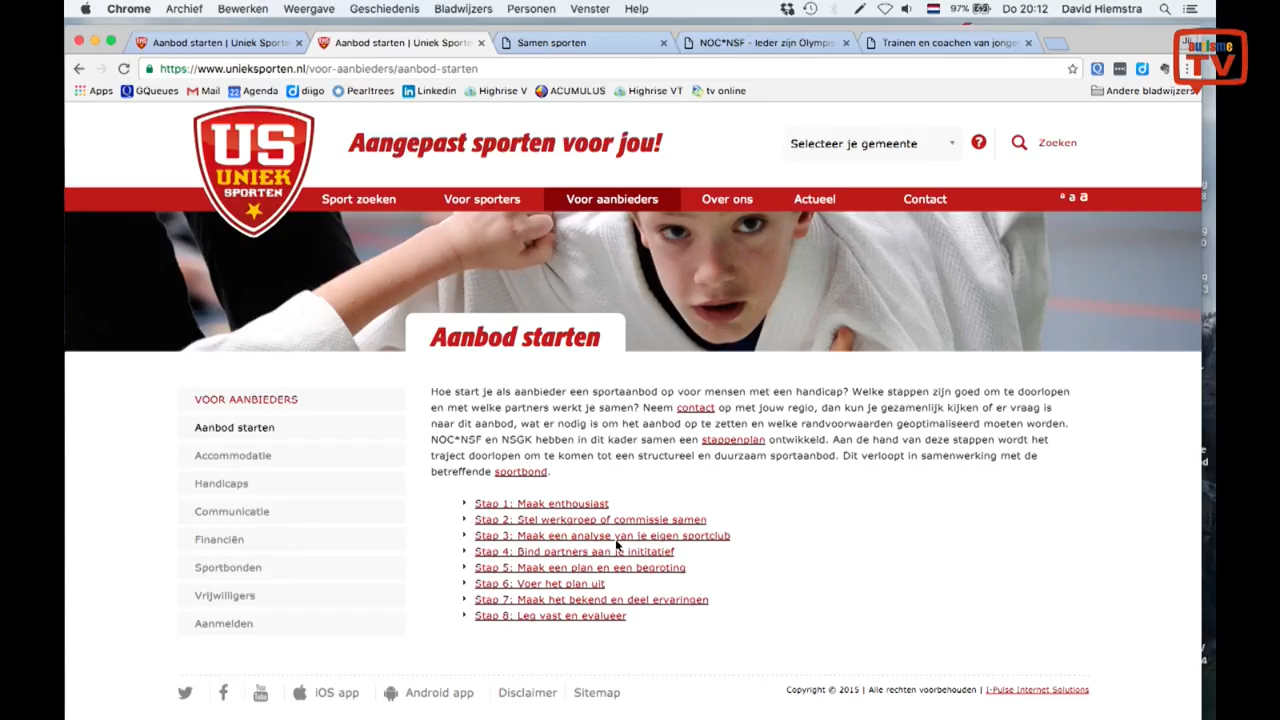 Chrome Archief Bewerken Weergave Geschiedenis Bladwijzers Personen Venster Help 97% Do 20:12 David Hiemstra
Aanbod starten | Uniek Sporte
Aanbod starten | Uniek Sporte
Samen sporten
NOC*NSF - Ieder zijn Olympis
Trainen en coachen van jonge
autisme
TV
https://www.unieksporten.nl/voor-aanbieders/aanbod-starten
Apps GQueues Mail 22 Agenda diigo Pearltrees Linkedin Highrise V ACUMULUS Highrise VT tv online Andere bladwijzers
US
UNIEK
SPORTEN
Aangepast sporten voor jou!
Selecteer je gemeente
?
Zoeken
Sport zoeken Voor sporters Voor aanbieders Over ons Actueel Contact a a a
Aanbod starten
VOOR AANBIEDERS
Aanbod starten
Accommodatie
Handicaps
Communicatie
Financiën
Sportbonden
Vrijwilligers
Aanmelden
Hoe start je als aanbieder een sportaanbod op voor mensen met een handicap? Welke stappen zijn goed om te doorlopen
en met welke partners werkt je samen? Neem contact op met jouw regio, dan kun je gezamenlijk kijken of er vraag is
naar dit aanbod, wat er nodig is om het aanbod op te zetten en welke randvoorwaarden geoptimaliseerd moeten worden.
NOC*NSF en NSGK hebben in dit kader samen een stappenplan ontwikkeld. Aan de hand van deze stappen wordt het
traject doorlopen om te komen tot een structureel en duurzaam sportaanbod. Dit verloopt in samenwerking met de
betreffende sportbond.
Stap 1: Maak enthousiast
Stap 2: Stel werkgroep of commissie samen
Stap 3: Maak een analyse van je eigen sportclub
Stap 4: Bind partners aan je inititatief
Stap 5: Maak een plan en een begroting
Stap 6: Voer het plan uit
Stap 7: Maak het bekend en deel ervaringen
Stap 8: Leg vast en evalueer
You Tube iOS app Android app Disclaimer Sitemap
Copyright © 2015 | Alle rechten voorbehouden | I-Pulse Internet Solutions